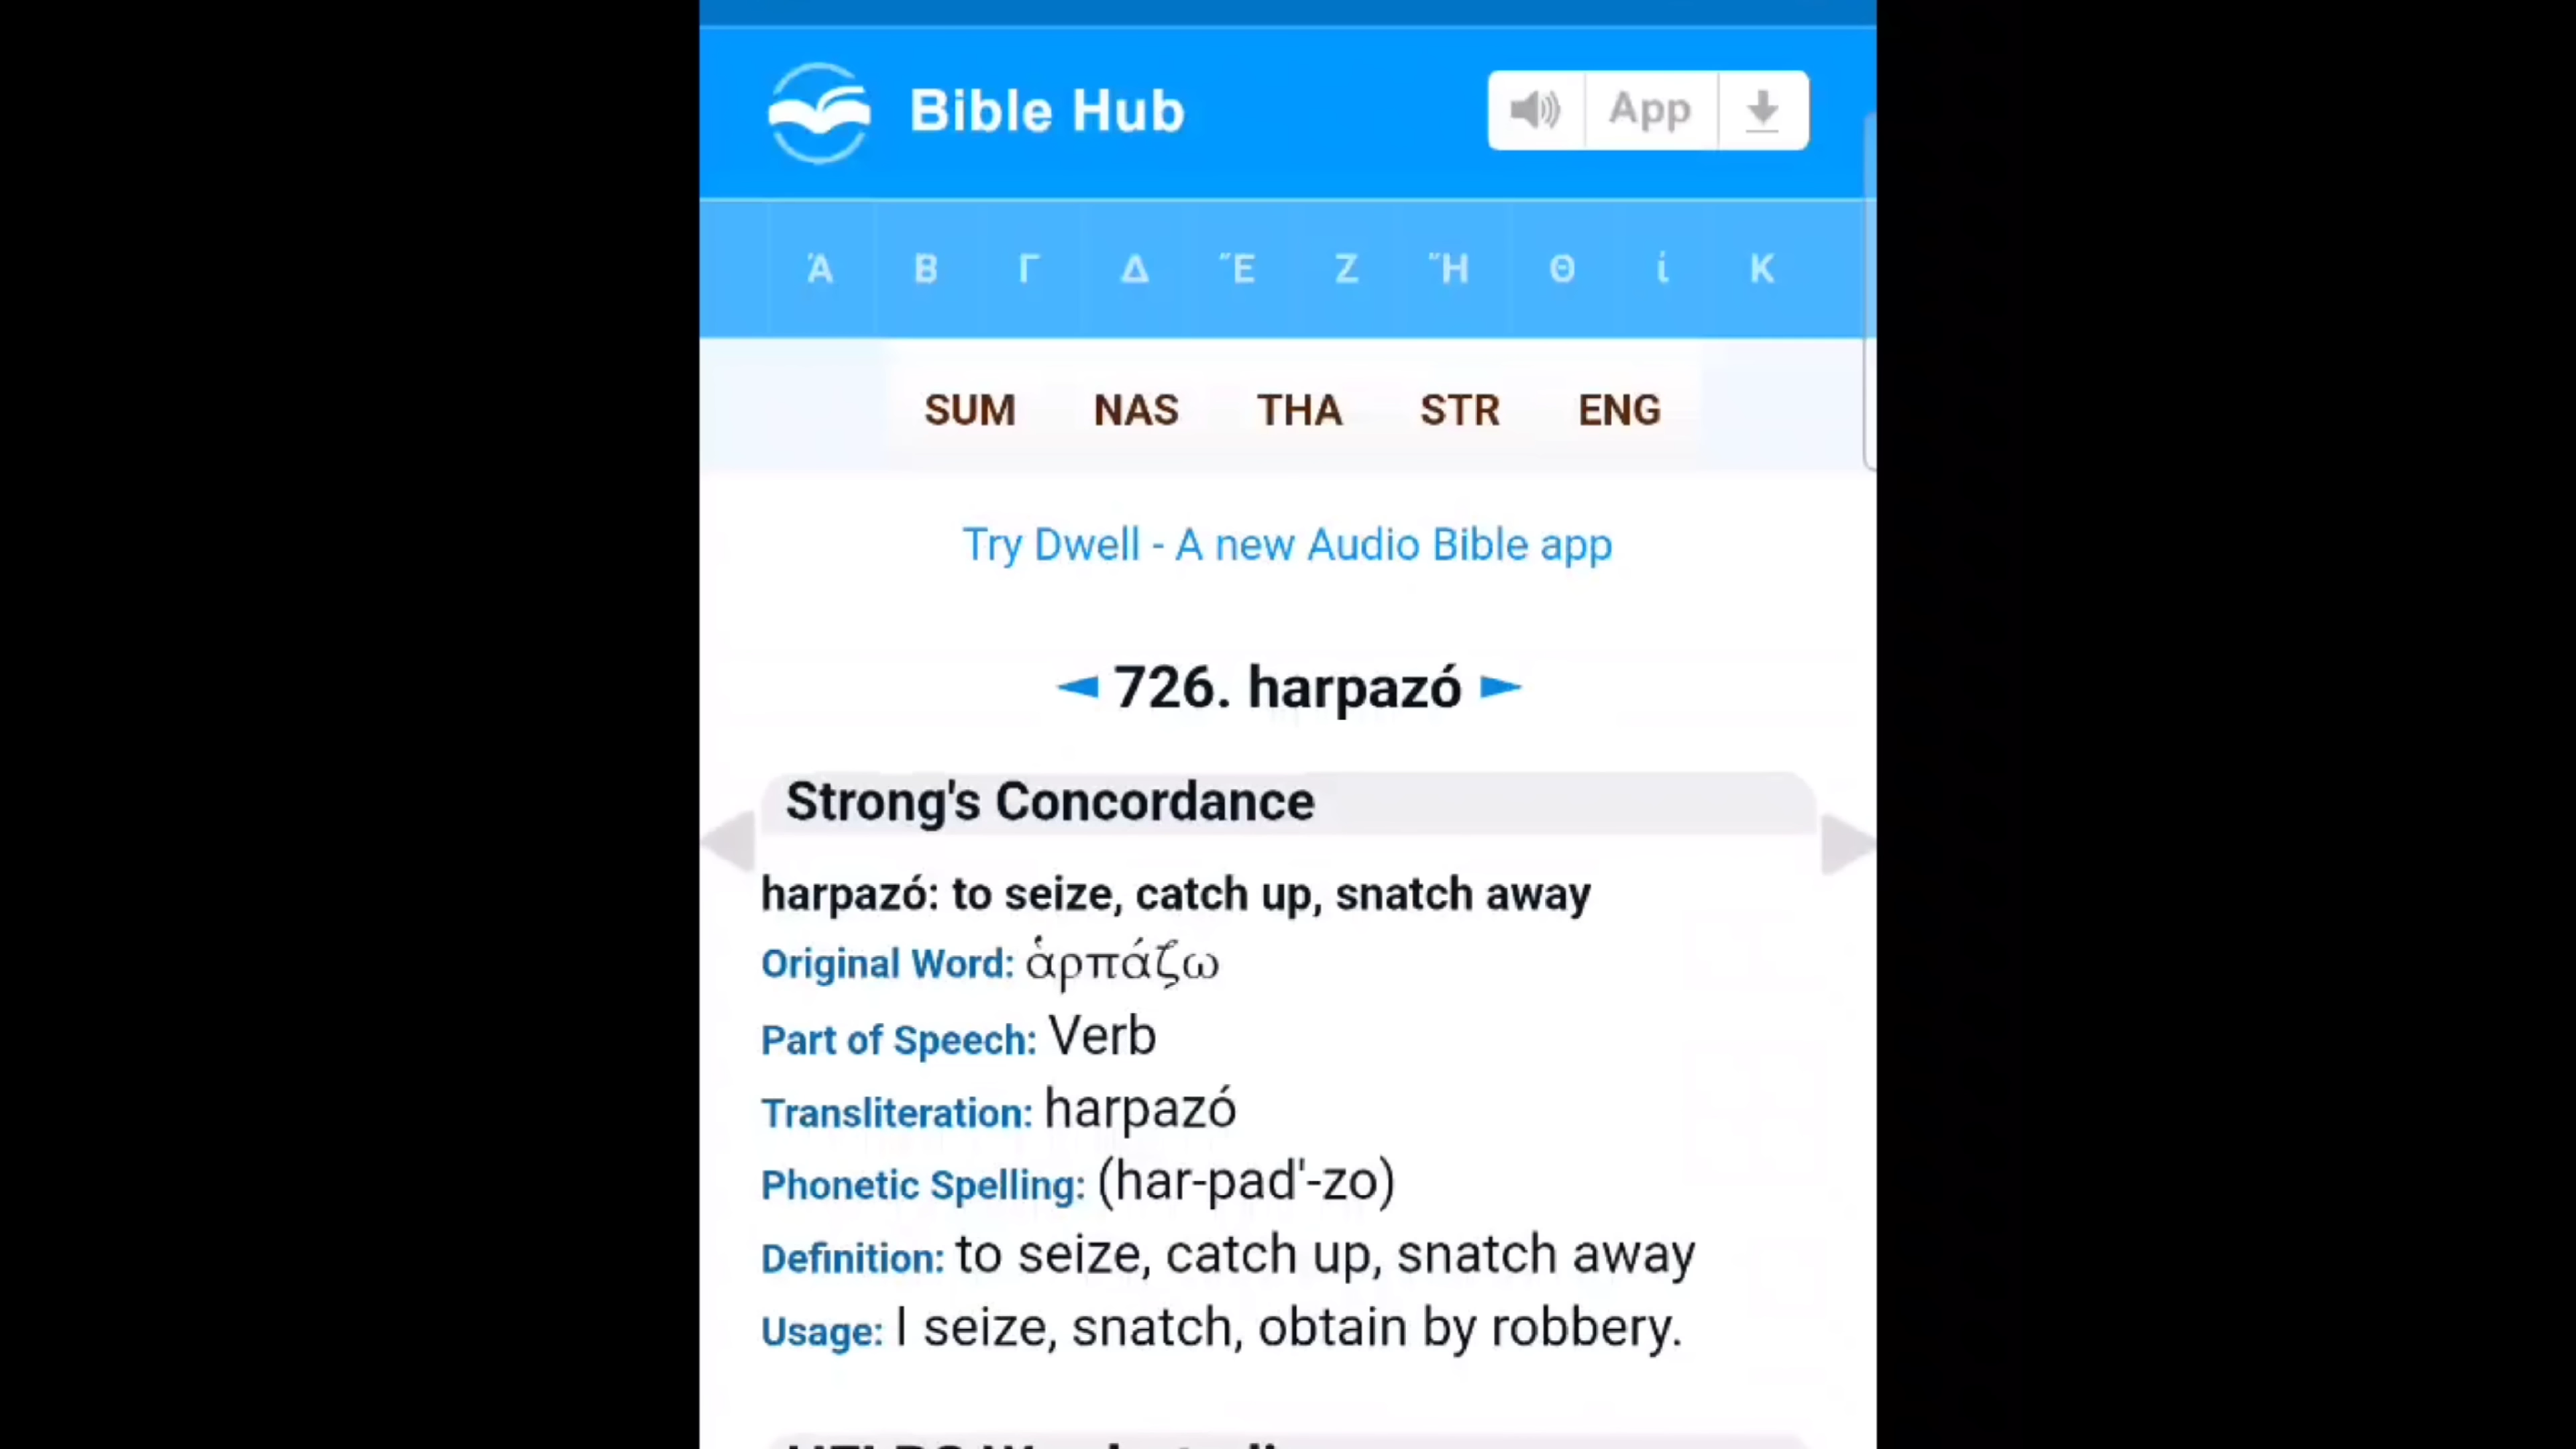 Bible Hub
App
Ἀ Β Γ Δ Ἕ Ζ Ἤ Θ ἰ Κ
SUM NAS THA STR ENG
Try Dwell - A new Audio Bible app
726. harpazó
Strong's Concordance
harpazó: to seize, catch up, snatch away
Original Word: ἁρπάζω
Part of Speech: Verb
Transliteration: harpazó
Phonetic Spelling: (har-pad'-zo)
Definition: to seize, catch up, snatch away
Usage: I seize, snatch, obtain by robbery.